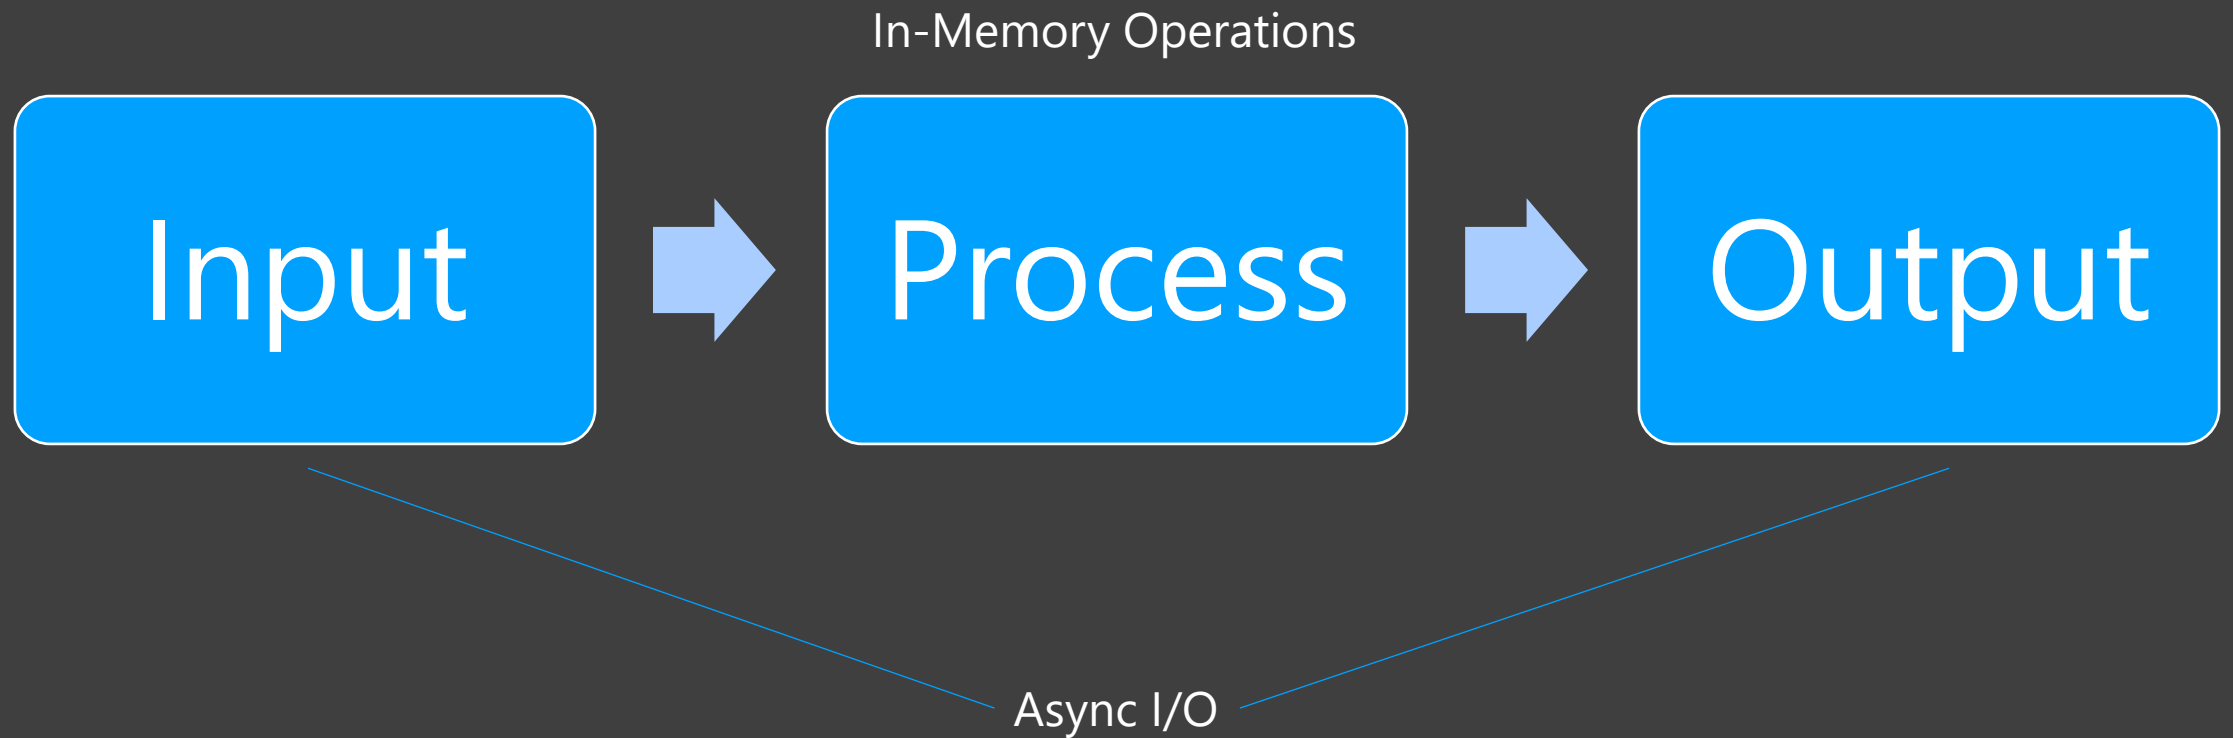 In-Memory Operations
Input
Process
Output
Async I/O